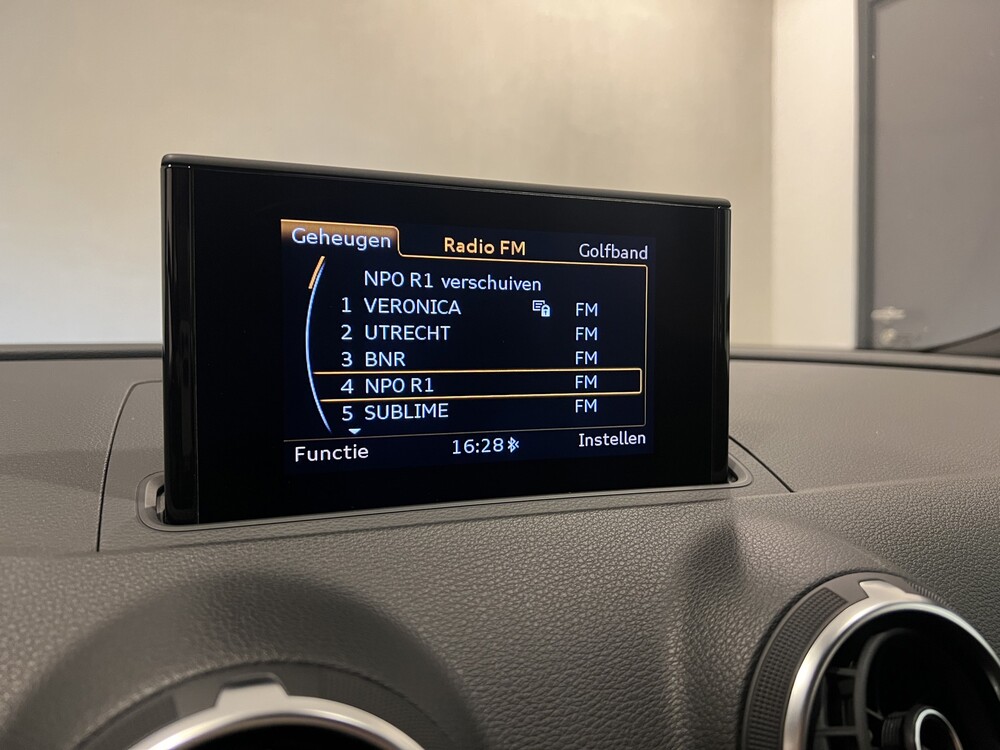 Geheugen Radio FM Golfband
NPO R1 verschuiven
1 VERONICA FM
2 UTRECHT FM
3 BNR FM
4 NPO R1 FM
5 SUBLIME FM
Functie 16:28 Instellen